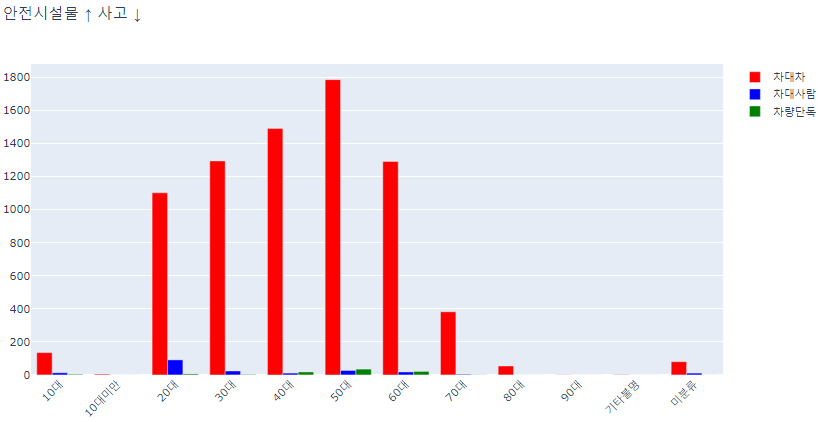 안전시설물 ↑ 사고 ↓
1800
1600
1400
1200
1000
800
600
400
200
0
10대
10대미만
20대
30대
40대
50대
60대
70대
80대
90대
기타불명
미분류
차대차
차대사람
차량단독